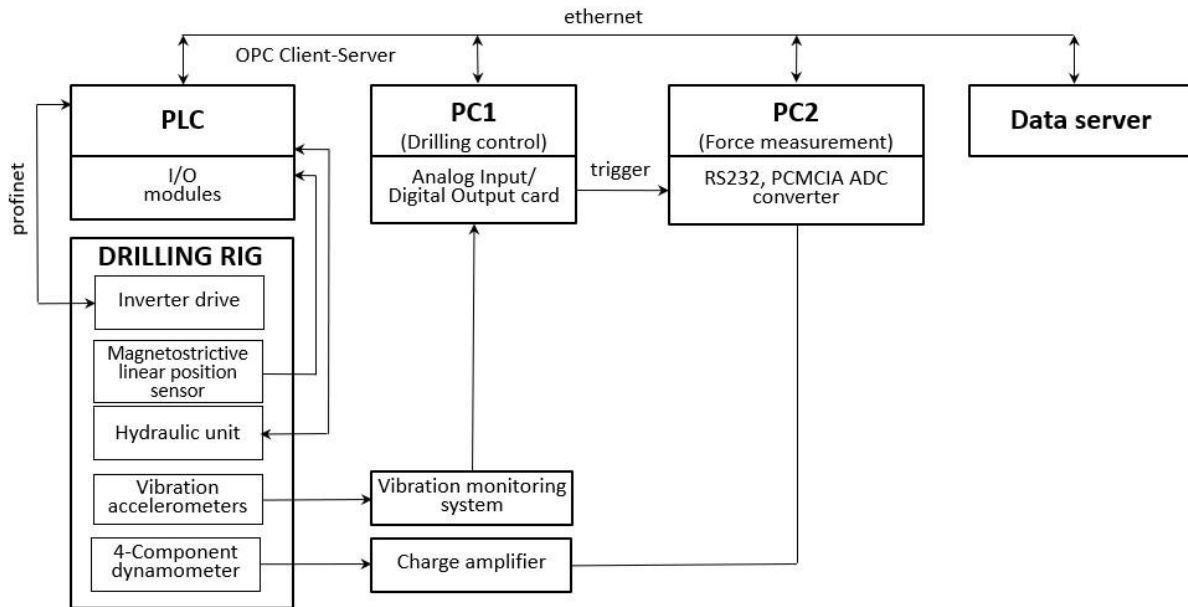 ethernet
OPC Client-Server
PLC
I/O
modules
PC1
(Drilling control)
Analog Input/
Digital Output card
trigger
PC2
(Force measurement)
RS232, PCMCIA ADC
converter
Data server
profinet
DRILLING RIG
Inverter drive
Magnetostrictive
linear position
sensor
Hydraulic unit
Vibration
accelerometers
4-Component
dynamometer
Vibration monitoring
system
Charge amplifier